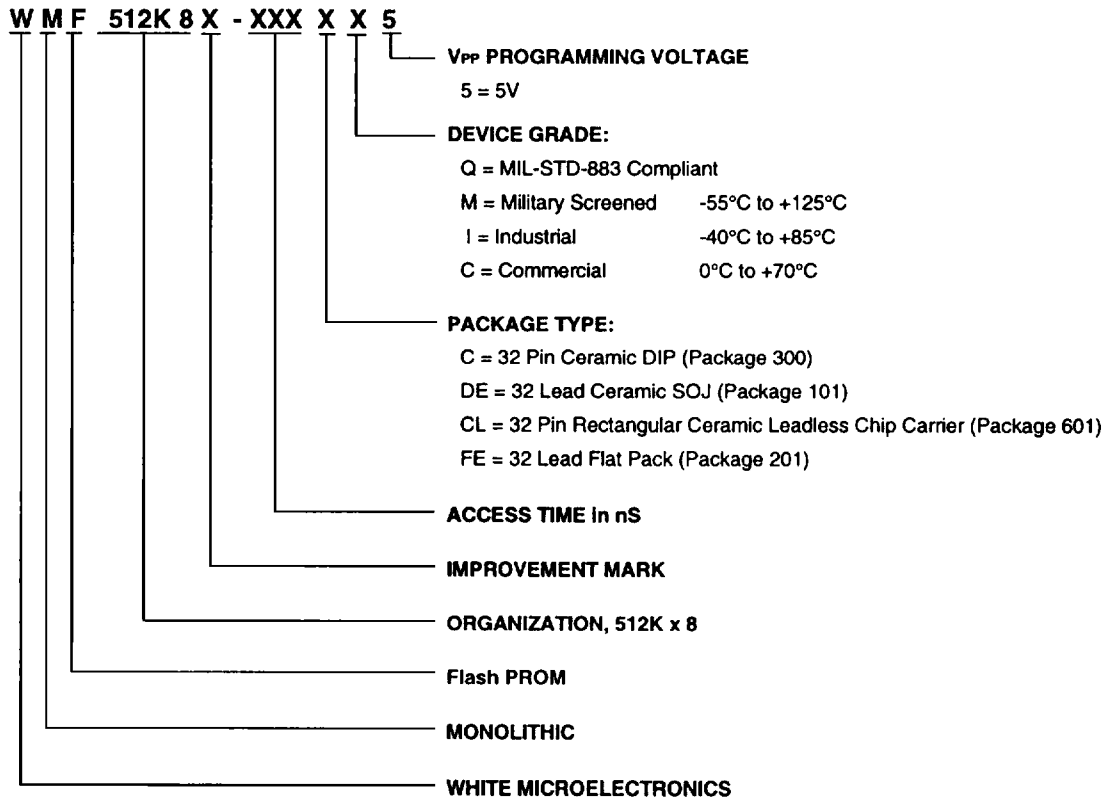 W M F 512K 8 X - XXX X X 5
VPP PROGRAMMING VOLTAGE
5 = 5V
DEVICE GRADE:
Q = MIL-STD-883 Compliant
M = Military Screened -55°C to +125°C
I = Industrial -40°C to +85°C
C = Commercial 0°C to +70°C
PACKAGE TYPE:
C = 32 Pin Ceramic DIP (Package 300)
DE = 32 Lead Ceramic SOJ (Package 101)
CL = 32 Pin Rectangular Ceramic Leadless Chip Carrier (Package 601)
FE = 32 Lead Flat Pack (Package 201)
ACCESS TIME in nS
IMPROVEMENT MARK
ORGANIZATION, 512K x 8
Flash PROM
MONOLITHIC
WHITE MICROELECTRONICS